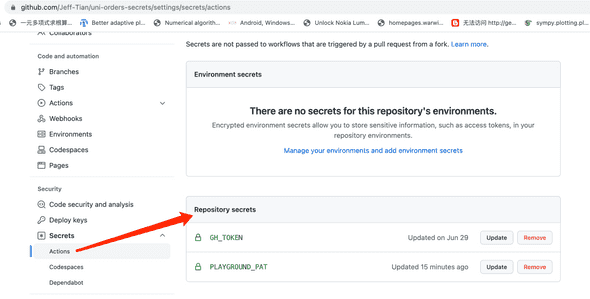 github.com/Jeff-Tian/uni-orders-secrets/settings/secrets/actions
一元多项式求根算... Better adaptive pl... Numerical algorith... Android, Windows... Unlock Nokia Lum... homepages.warwi... 无法访问 http://ge... sympy.plotting.pl...
Collaborators
Secrets are not passed to workflows that are triggered by a pull request from a fork. Learn more.
Code and automation
Branches
Tags
Actions
Webhooks
Environments
Codespaces
Pages
Environment secrets
There are no secrets for this repository's environments.
Encrypted environment secrets allow you to store sensitive information, such as access tokens, in your
repository environments.
Manage your environments and add environment secrets
Security
Code security and analysis
Deploy keys
Secrets
Actions
Codespaces
Dependabot
Repository secrets
GH_TOKEN Updated on Jun 29 Update Remove
PLAYGROUND_PAT Updated 15 minutes ago Update Remove